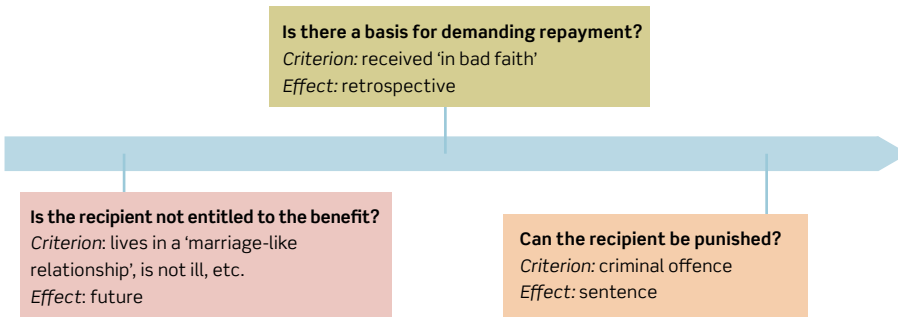 Is there a basis for demanding repayment?
Criterion: received ‘in bad faith’
Effect: retrospective
Is the recipient not entitled to the benefit?
Criterion: lives in a ‘marriage-like
relationship’, is not ill, etc.
Effect: future
Can the recipient be punished?
Criterion: criminal offence
Effect: sentence